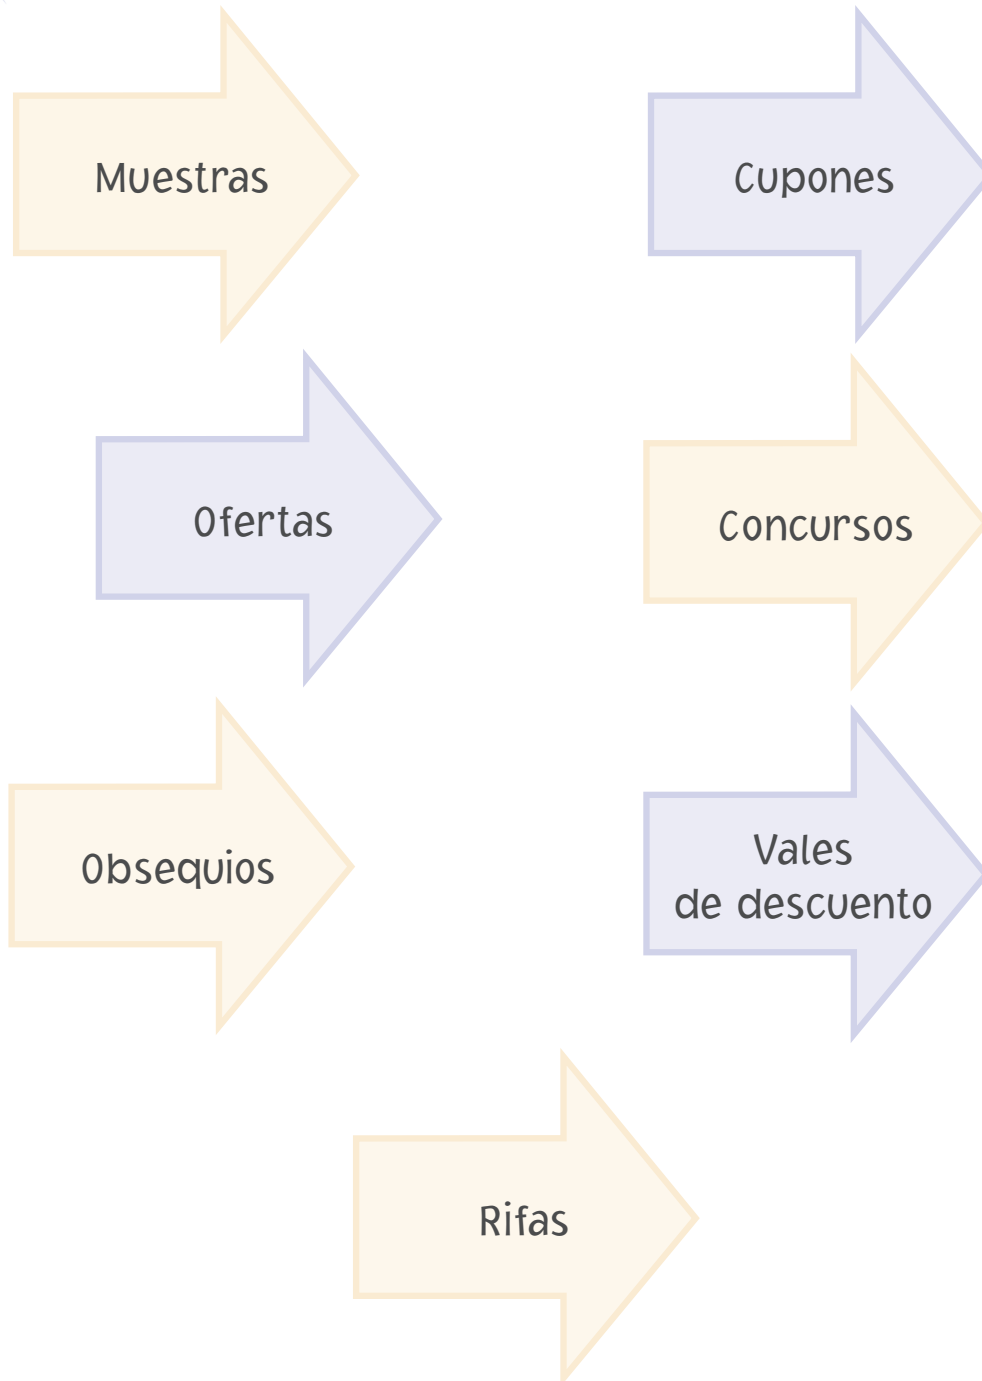 Muestras
Cupones
Ofertas
Concursos
Obsequios
Vales
de descuento
Rifas